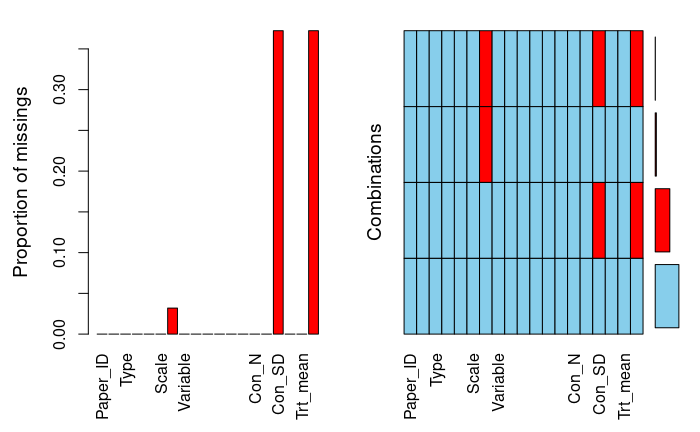 Proportion of missings
0.30
0.20
0.10
0.00
Paper_ID
Type
Scale
Variable
Con_N
Con_SD
Trt_mean
Combinations
Paper_ID
Type
Scale
Variable
Con_N
Con_SD
Trt_mean